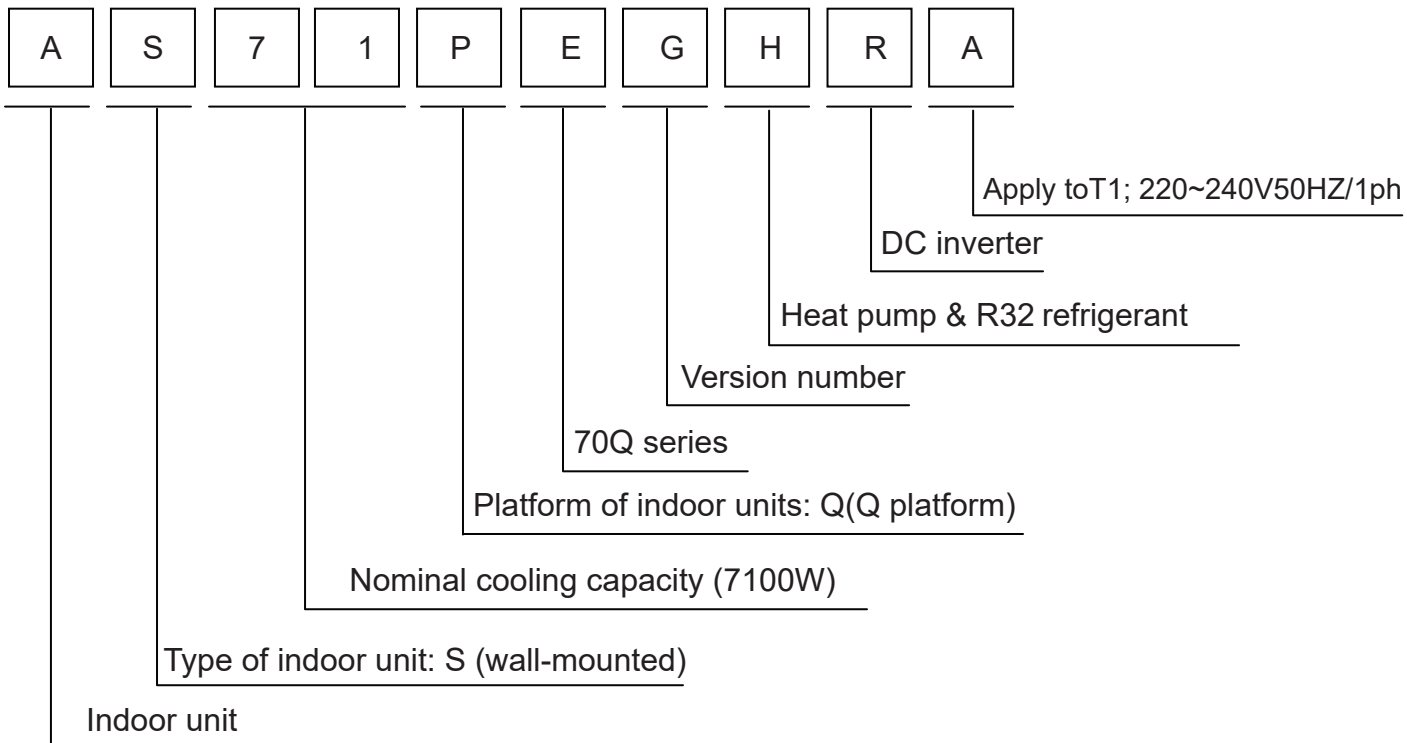 A S 7 1 P E G H R A
Apply toT1; 220~240V50HZ/1ph
DC inverter
Heat pump & R32 refrigerant
Version number
70Q series
Platform of indoor units: Q(Q platform)
Nominal cooling capacity (7100W)
Type of indoor unit: S (wall-mounted)
Indoor unit